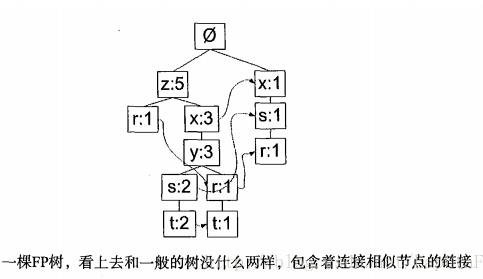 Ø
z:5 x:1
r:1 x:3 s:1
y:3 r:1
s:2 r:1
t:2 t:1
一棵FP树，看上去和一般的树没什么两样，包含着连接相似节点的链接